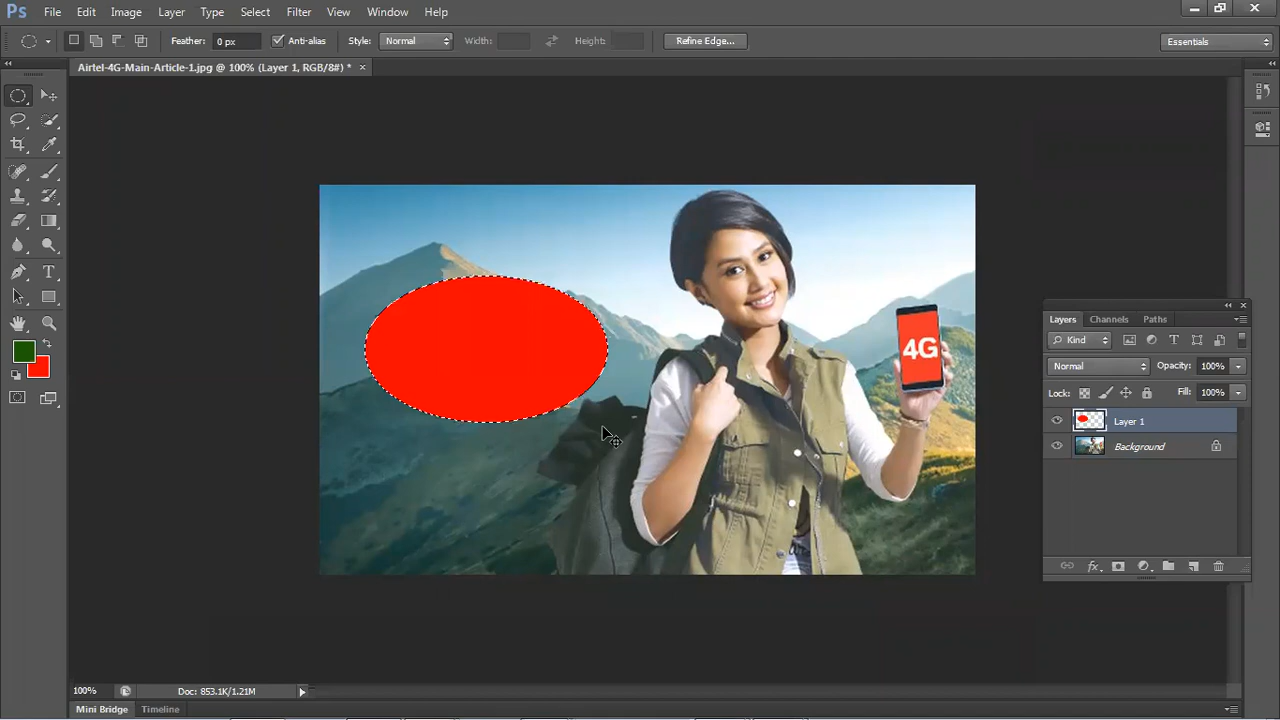 Ps File Edit Image Layer Type Select Filter View Window Help
Feather: 0 px Anti-alias Style: Normal Width: Height: Refine Edge... Essentials
Airtel-4G-Main-Article-1.jpg @ 100% (Layer 1, RGB/8#) *
4G
Layers Channels Paths
Kind
Normal Opacity: 100%
Lock: Fill: 100%
Layer 1
Background
fx
100% Doc: 853.1K/1.21M
Mini Bridge Timeline